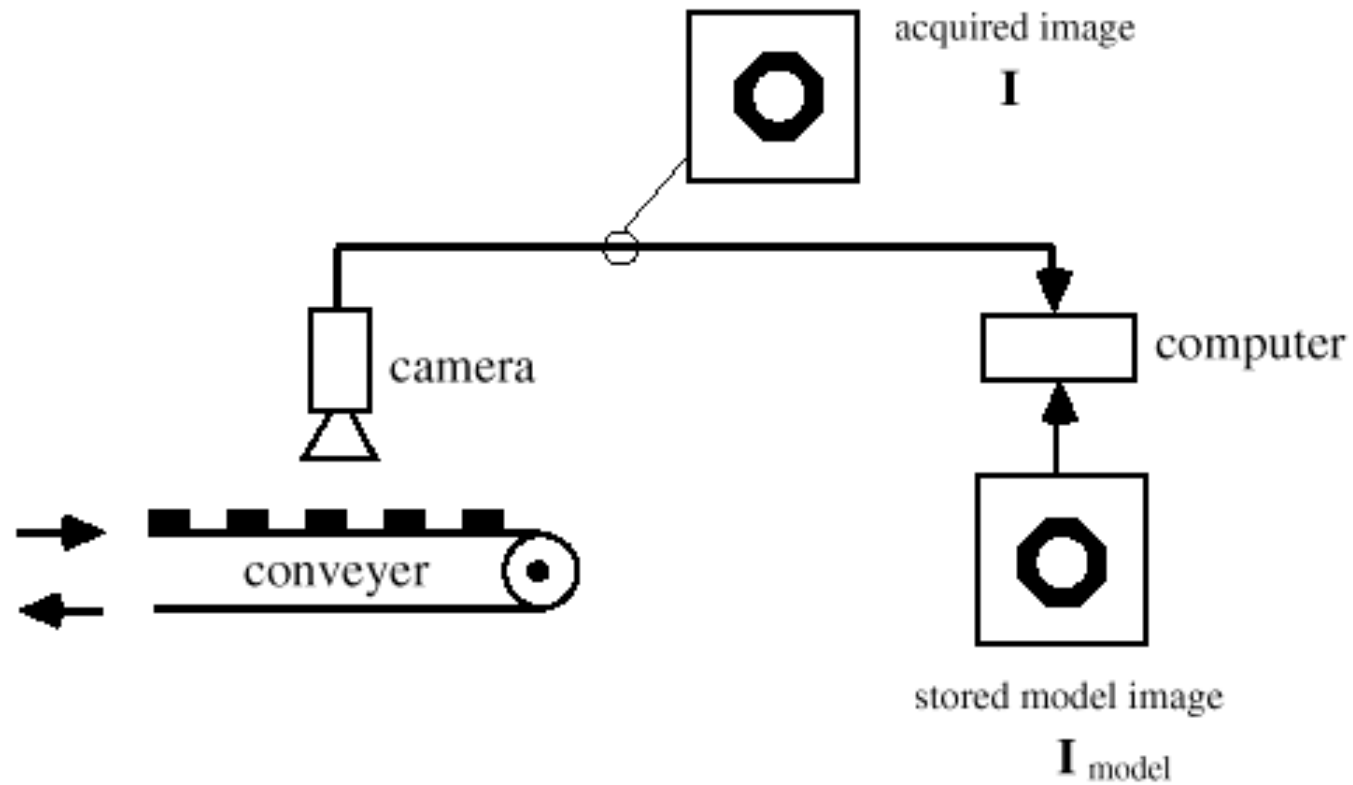 acquired image
I
camera
computer
conveyer
stored model image
I model